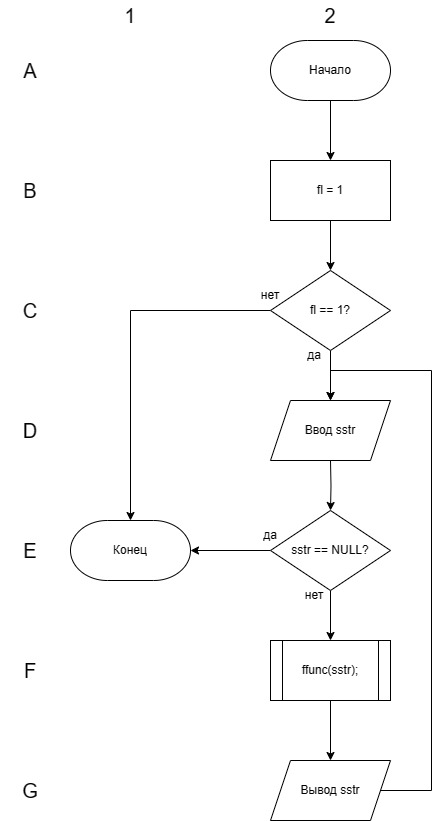 1 2
A Начало
B fl = 1
нет
C fl == 1?
да
D Ввод sstr
да
E Конец sstr == NULL?
нет
F ffunc(sstr);
G Вывод sstr